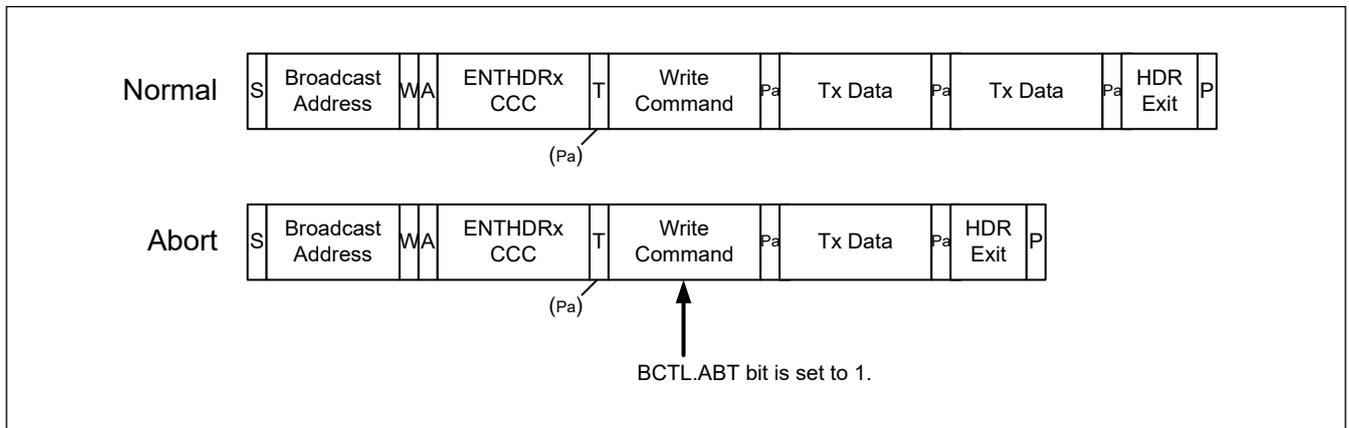 Normal
S
Broadcast
Address
W
A
ENTHDRx
CCC
T
Write
Command
Pa
Tx Data
Pa
Tx Data
Pa
HDR
Exit
P
(Pa)
Abort
S
Broadcast
Address
W
A
ENTHDRx
CCC
T
Write
Command
Pa
Tx Data
Pa
HDR
Exit
P
(Pa)
BCTL.ABT bit is set to 1.